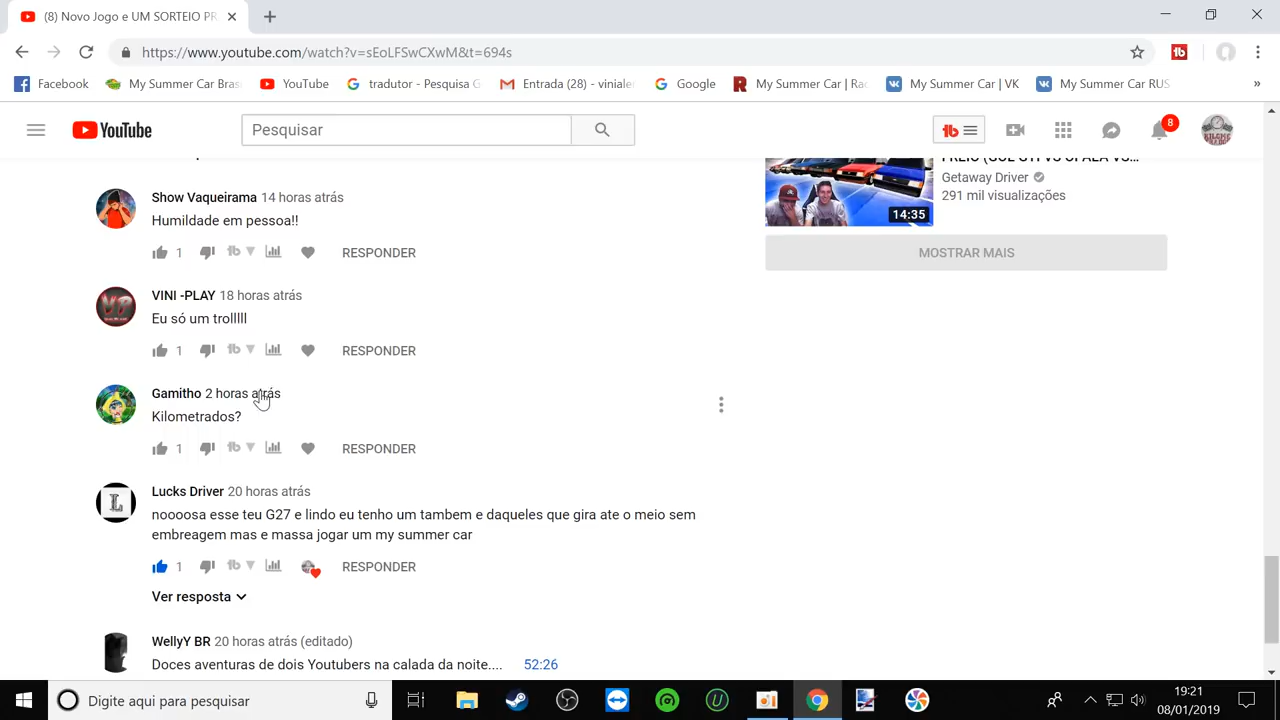 (8) Novo Jogo e UM SORTEIO PR
https://www.youtube.com/watch?v=sEoLFSwCXwM&t=694s
Facebook My Summer Car Bras YouTube tradutor - Pesquisa G Entrada (28) - vinialer Google My Summer Car | Rac My Summer Car | VK My Summer Car RUS »
YouTube Pesquisar 8
Show Vaqueirama 14 horas atrás
Humildade em pessoa!!
1 RESPONDER
VINI -PLAY 18 horas atrás
Eu só um trolllll
1 RESPONDER
Gamitho 2 horas atrás
Kilometrados?
1 RESPONDER
Lucks Driver 20 horas atrás
noooosa esse teu G27 e lindo eu tenho um tambem e daqueles que gira ate o meio sem
embreagem mas e massa jogar um my summer car
1 RESPONDER
Ver resposta
WellyY BR 20 horas atrás (editado)
Doces aventuras de dois Youtubers na calada da noite.... 52:26
Getaway Driver
291 mil visualizações
14:35
MOSTRAR MAIS
Digite aqui para pesquisar
19:21
08/01/2019